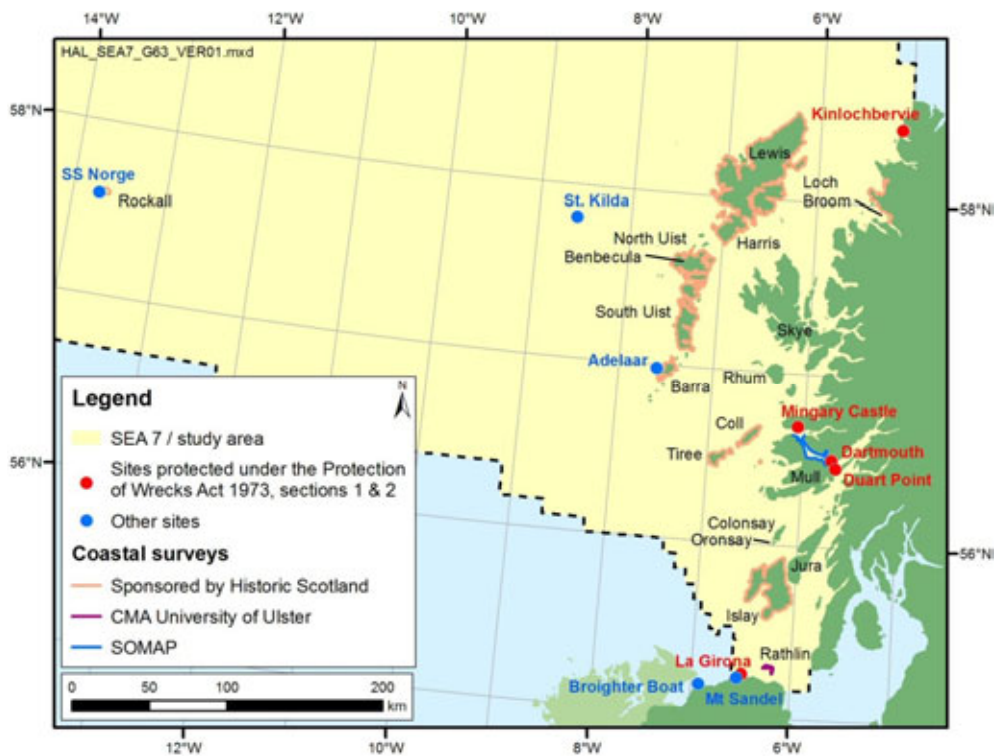 14°W
12°W
10°W
8°W
6°W
HAL_SEA7_G63_VER01.mxd
58°N
Kinlochbervie
Lewis
SS Norge
Rockall
St. Kilda
Loch
Broom
58°N
North Uist
Benbecula
Harris
South Uist
Skye
Adelaar
Barra
Rhum
Mingary Castle
Coll
Tiree
Dartmouth
Mull
Duart Point
56°N
Colonsay
Oronsay
56°N
Jura
Islay
La Girona
Rathlin
Broighter Boat
Mt Sandel
Legend
N
SEA 7 / study area
Sites protected under the Protection
of Wrecks Act 1973, sections 1 & 2
Other sites
Coastal surveys
Sponsored by Historic Scotland
CMA University of Ulster
SOMAP
0 50 100 200
km
12°W
10°W
8°W
6°W